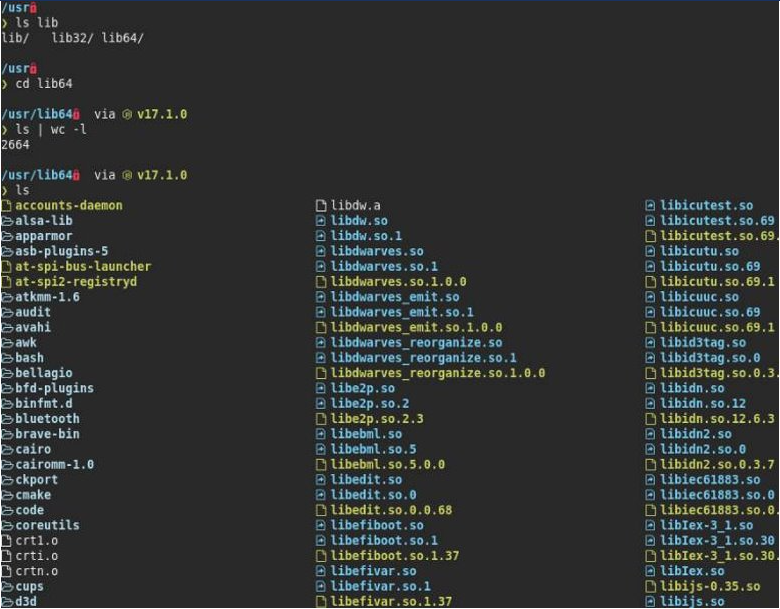 /usr
❯ ls lib
lib/ lib32/ lib64/
/usr
❯ cd lib64
/usr/lib64 via v17.1.0
❯ ls | wc -l
2664
/usr/lib64 via v17.1.0
❯ ls
accounts-daemon libdw.a libicutest.so
alsa-lib libdw.so libicutest.so.69
apparmor libdw.so.1 libicutest.so.69.
asb-plugins-5 libdwarves.so libicutu.so
at-spi-bus-launcher libdwarves.so.1 libicutu.so.69
at-spi2-registryd libdwarves.so.1.0.0 libicutu.so.69.1
atkmm-1.6 libdwarves_emit.so libicuuc.so
audit libdwarves_emit.so.1 libicuuc.so.69
avahi libdwarves_emit.so.1.0.0 libicuuc.so.69.1
awk libdwarves_reorganize.so libid3tag.so
bash libdwarves_reorganize.so.1 libid3tag.so.0
bellagio libdwarves_reorganize.so.1.0.0 libid3tag.so.0.3.
bfd-plugins libe2p.so libidn.so
binfmt.d libe2p.so.2 libidn.so.12
bluetooth libe2p.so.2.3 libidn.so.12.6.3
brave-bin libebml.so libidn2.so
cairo libebml.so.5 libidn2.so.0
cairomm-1.0 libebml.so.5.0.0 libidn2.so.0.3.7
ckport libedit.so libiec61883.so
cmake libedit.so.0 libiec61883.so.0
code libedit.so.0.0.68 libiec61883.so.0.
coreutils libefiboot.so libIex-3_1.so
crt1.o libefiboot.so.1 libIex-3_1.so.30
crti.o libefiboot.so.1.37 libIex-3_1.so.30.
crtn.o libefivar.so libIex.so
cups libefivar.so.1 libijs-0.35.so
d3d libefivar.so.1.37 libijs.so